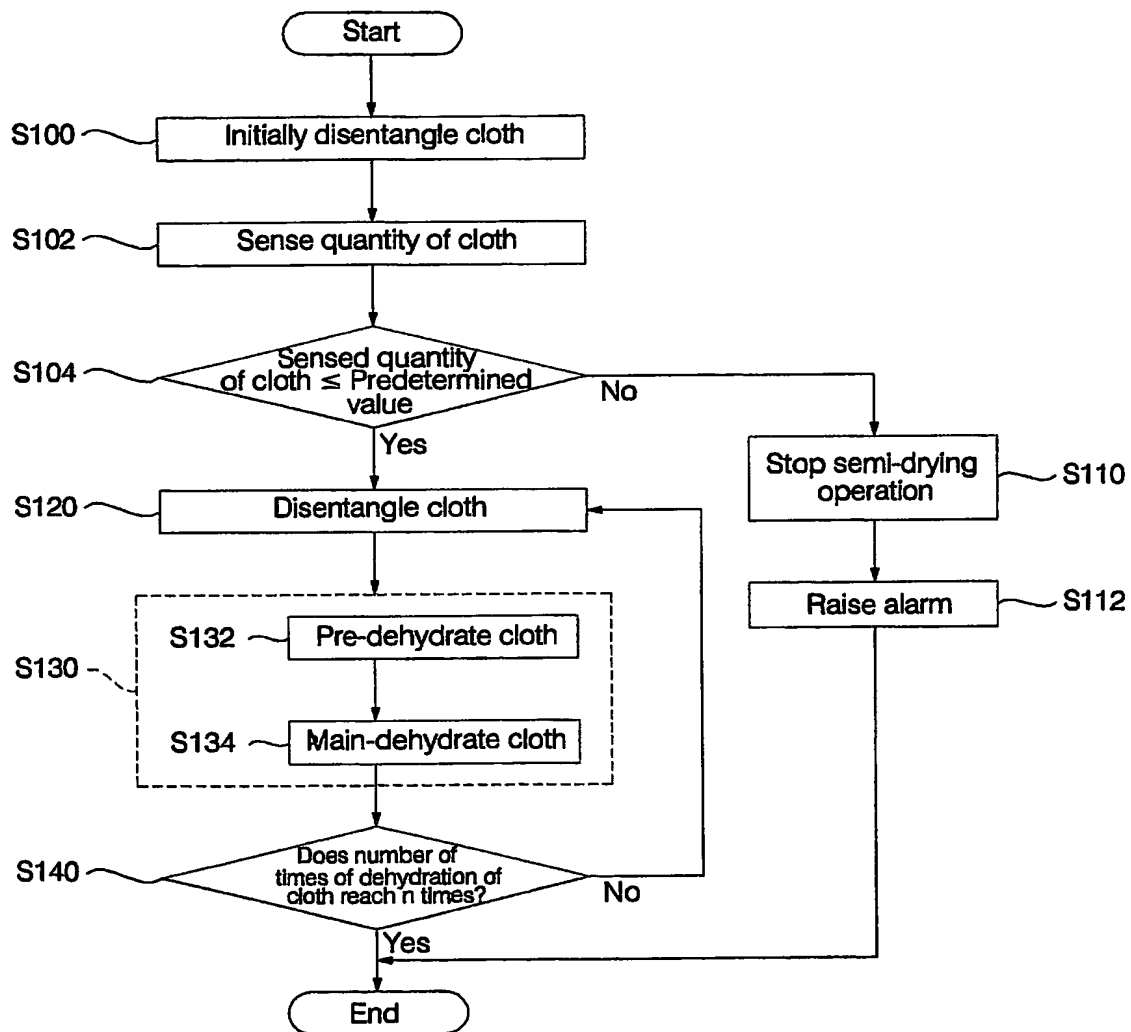 Start
S100
Initially disentangle cloth
S102
Sense quantity of cloth
S104
Sensed quantity
of cloth ≤ Predetermined
value
No
Yes
Stop semi-drying
operation
S110
S120
Disentangle cloth
Raise alarm
S112
S132
Pre-dehydrate cloth
S130
S134
Main-dehydrate cloth
S140
Does number of
times of dehydration of
cloth reach n times?
No
Yes
End